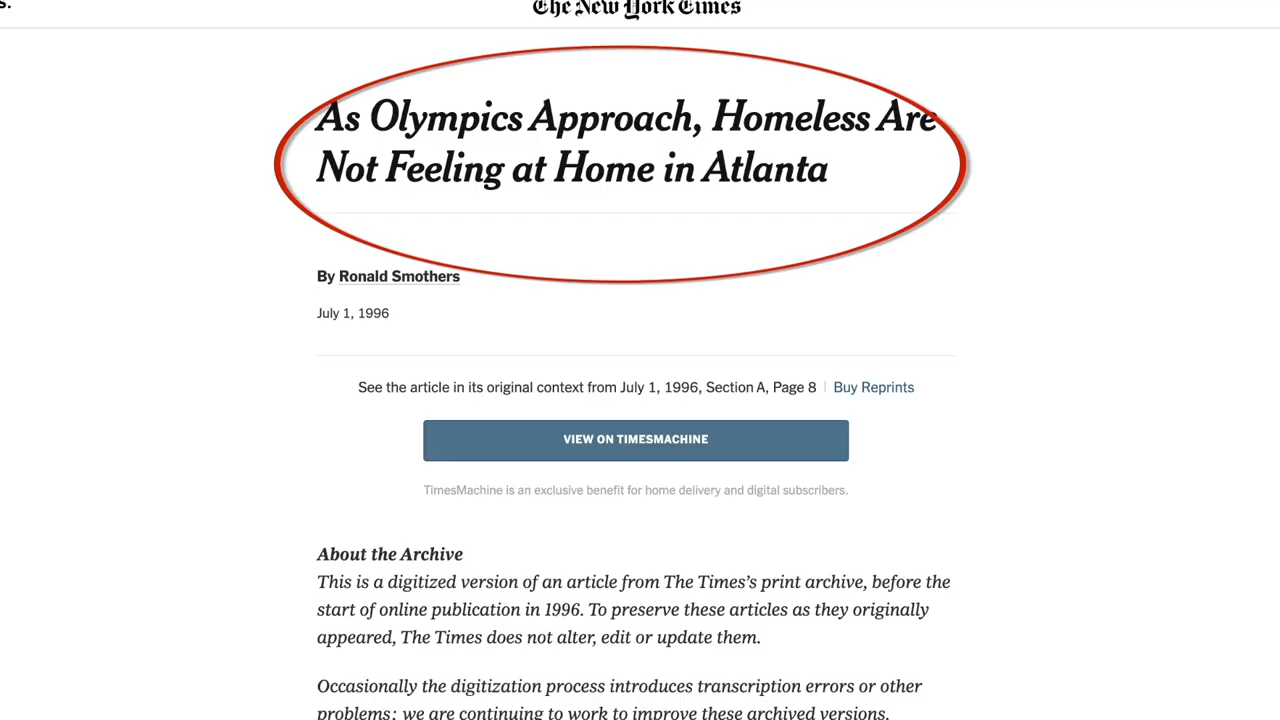 s.
The New York Times
As Olympics Approach, Homeless Are
Not Feeling at Home in Atlanta
By Ronald Smothers
July 1, 1996
See the article in its original context from July 1, 1996, Section A, Page 8 | Buy Reprints
VIEW ON TIMESMACHINE
TimesMachine is an exclusive benefit for home delivery and digital subscribers.
About the Archive
This is a digitized version of an article from The Times’s print archive, before the
start of online publication in 1996. To preserve these articles as they originally
appeared, The Times does not alter, edit or update them.
Occasionally the digitization process introduces transcription errors or other
problems; we are continuing to work to improve these archived versions.